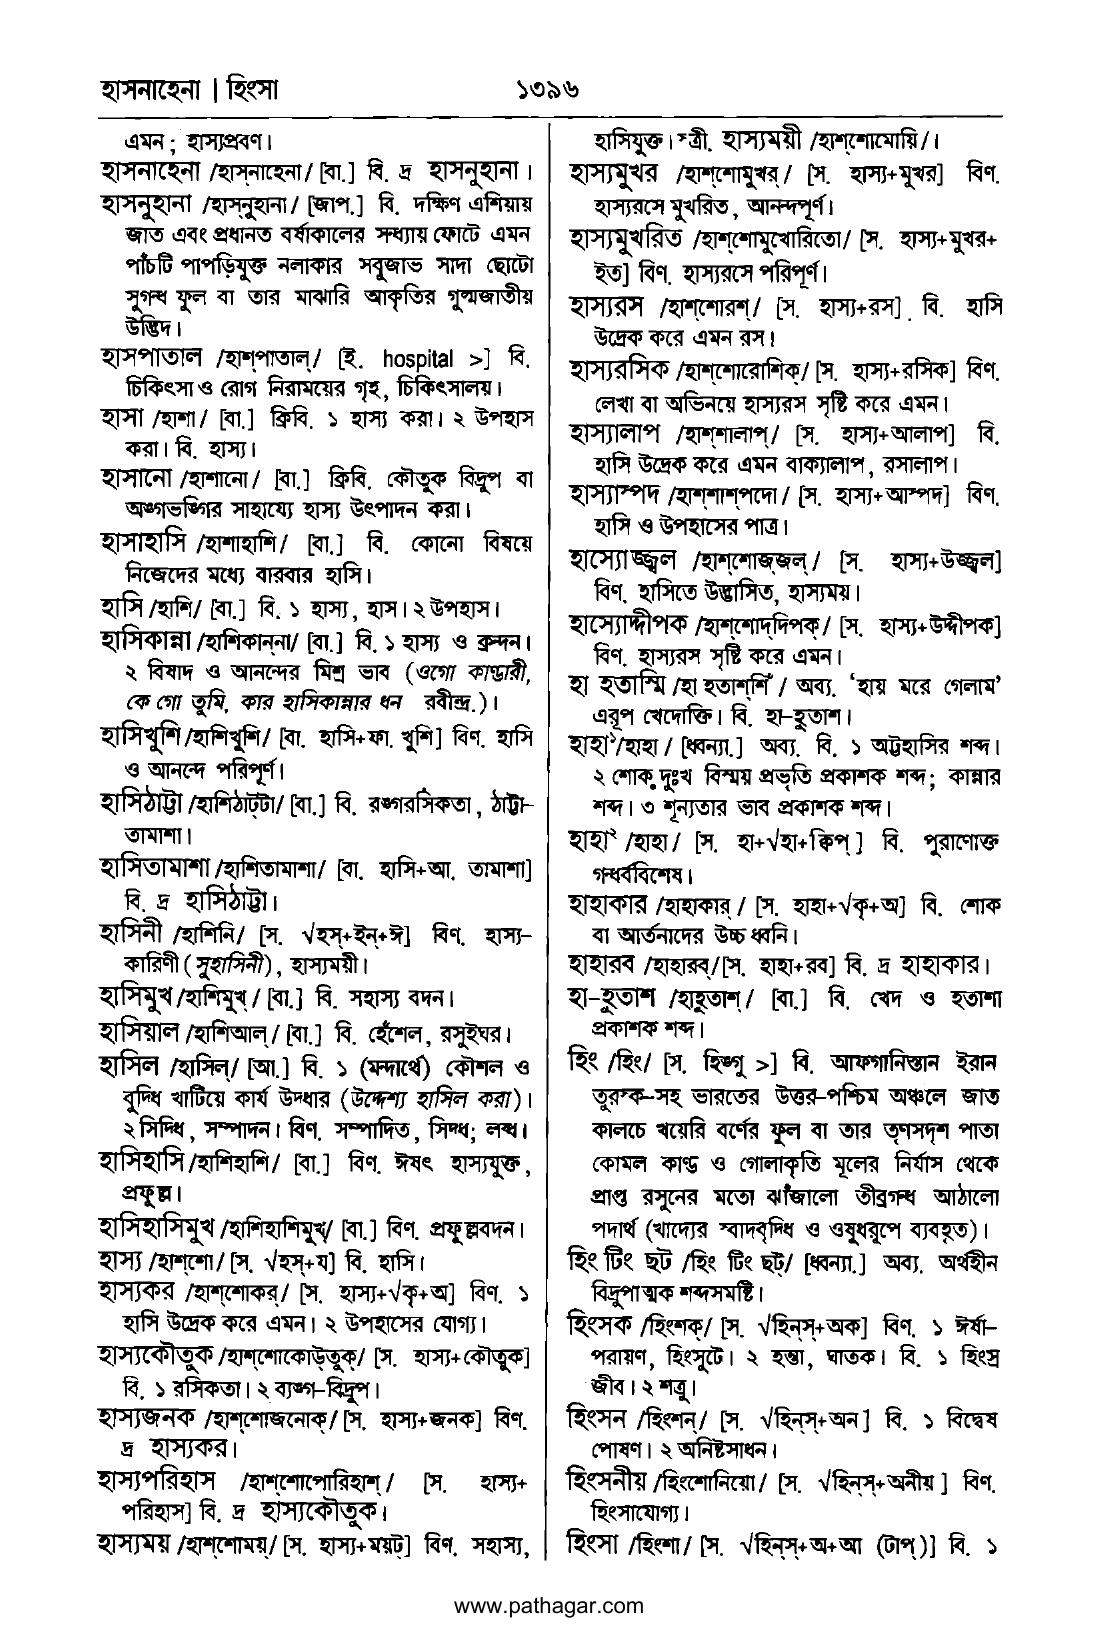 হাসনাহেনা | হিংসা
১৩৯৬
এমন ; হাস্যপ্রবণ।
হাসনাহেনা /হাস্‌নাহেনা/ [বা.] বি. দ্র হাসনুহানা।
হাসনুহানা /হাস্‌নুহানা/ [জাপ.] বি. দক্ষিণ এশিয়ায়
জাত এবং প্রধানত বর্ষাকালের সন্ধ্যায় ফোটে এমন
পাঁচটি পাপড়িযুক্ত নলাকার সবুজাভ সাদা ছোটো
সুগন্ধ ফুল বা তার মাঝারি আকৃতির গুল্মজাতীয়
উদ্ভিদ।
হাসপাতাল /হাশ্‌পাতাল্‌/ [ই. hospital >] বি.
চিকিৎসা ও রোগ নিরাময়ের গৃহ, চিকিৎসালয়।
হাসা /হাশা/ [বা.] ক্রিবি. ১ হাস্য করা। ২ উপহাস
করা। বি. হাস্য।
হাসানো /হাশানো/ [বা.] ক্রিবি. কৌতুক বিদ্রূপ বা
অঙ্গভঙ্গির সাহায্যে হাস্য উৎপাদন করা।
হাসাহাসি /হাশাহাশি/ [বা.] বি. কোনো বিষয়ে
নিজেদের মধ্যে বারবার হাসি।
হাসি /হাশি/ [বা.] বি. ১ হাস্য, হাস। ২ উপহাস।
হাসিকান্না /হাশিকান্‌না/ [বা.] বি. ১ হাস্য ও ক্রন্দন।
২ বিষাদ ও আনন্দের মিশ্র ভাব (ওগো কাণ্ডারী,
কে গো তুমি, কার হাসিকান্নার ধন রবীন্দ্র.)।
হাসিখুশি /হাশিখুশি/ [বা. হাসি+ফা. খুশি] বিণ. হাসি
ও আনন্দে পরিপূর্ণ।
হাসিঠাট্টা /হাশিঠাট্‌টা/ [বা.] বি. রঙ্গরসিকতা, ঠাট্টা-
তামাশা।
হাসিতামাশা /হাশিতামাশা/ [বা. হাসি+আ. তামাশা]
বি. দ্র হাসিঠাট্টা।
হাসিনী /হাশিনি/ [স. √হস্‌+ইন্‌+ঈ] বিণ. হাস্য-
কারিণী (সুহাসিনী), হাস্যময়ী।
হাসিমুখ /হাশিমুখ্‌/ [বা.] বি. সহাস্য বদন।
হাসিয়াল /হাশিআল্‌/ [বা.] বি. হেঁশেল, রসুইঘর।
হাসিল /হাসিল্‌/ [আ.] বি. ১ (মন্দার্থে) কৌশল ও
বুদ্ধি খাটিয়ে কার্য উদ্ধার (উদ্দেশ্য হাসিল করা)।
২ সিদ্ধি, সম্পাদন। বিণ. সম্পাদিত, সিদ্ধ; লব্ধ।
হাসিহাসি /হাশিহাশি/ [বা.] বিণ. ঈষৎ হাস্যযুক্ত,
প্রফুল্ল।
হাসিহাসিমুখ /হাশিহাশিমুখ্‌/ [বা.] বিণ. প্রফুল্লবদন।
হাস্য /হাশ্‌শো/ [স. √হস্‌+য] বি. হাসি।
হাস্যকর /হাশ্‌শোকর্‌/ [স. হাস্য+√কৃ+অ] বিণ. ১
হাসি উদ্রেক করে এমন। ২ উপহাসের যোগ্য।
হাস্যকৌতুক /হাশ্‌শোকোউ্‌তুক্‌/ [স. হাস্য+কৌতুক]
বি. ১ রসিকতা। ২ ব্যঙ্গ-বিদ্রূপ।
হাস্যজনক /হাশ্‌শোজনোক্‌/ [স. হাস্য+জনক] বিণ.
দ্র হাস্যকর।
হাস্যপরিহাস /হাশ্‌শোপোরিহাশ্‌/ [স. হাস্য+
পরিহাস] বি. দ্র হাস্যকৌতুক।
হাস্যময় /হাশ্‌শোময়্‌/ [স. হাস্য+ময়ট্‌] বিণ. সহাস্য,
হাসিযুক্ত। স্ত্রী. হাস্যময়ী /হাশ্‌শোমোয়ি/।
হাস্যমুখর /হাশ্‌শোমুখর্‌/ [স. হাস্য+মুখর] বিণ.
হাস্যরসে মুখরিত, আনন্দপূর্ণ।
হাস্যমুখরিত /হাশ্‌শোমুখোরিতো/ [স. হাস্য+মুখর+
ইত] বিণ. হাস্যরসে পরিপূর্ণ।
হাস্যরস /হাশ্‌শোরশ্‌/ [স. হাস্য+রস] বি. হাসি
উদ্রেক করে এমন রস।
হাস্যরসিক /হাশ্‌শোরোশিক্‌/ [স. হাস্য+রসিক] বিণ.
লেখা বা অভিনয়ে হাস্যরস সৃষ্টি করে এমন।
হাস্যালাপ /হাশ্‌শালাপ্‌/ [স. হাস্য+আলাপ] বি.
হাসি উদ্রেক করে এমন বাক্যালাপ, রসালাপ।
হাস্যাস্পদ /হাশ্‌শাশ্‌পদো/ [স. হাস্য+আস্পদ] বিণ.
হাসি ও উপহাসের পাত্র।
হাস্যোজ্জ্বল /হাশ্‌শোজ্‌জল্‌/ [স. হাস্য+উজ্জ্বল]
বিণ. হাসিতে উদ্ভাসিত, হাস্যময়।
হাস্যোদ্দীপক /হাশ্‌শোদ্‌দিপক্‌/ [স. হাস্য+উদ্দীপক]
বিণ. হাস্যরস সৃষ্টি করে এমন।
হা হতাস্মি /হা হতাশ্‌শিঁ/ অব্য. ‘হায় মরে গেলাম’
এরূপ খেদোক্তি। বি. হা-হুতাশ।
হাহা১ /হাহা/ [ধ্বন্যা.] অব্য. বি. ১ অট্টহাসির শব্দ।
২ শোক দুঃখ বিস্ময় প্রভৃতি প্রকাশক শব্দ; কান্নার
শব্দ। ৩ শূন্যতার ভাব প্রকাশক শব্দ।
হাহা২ /হাহা/ [স. হা+√হা+ক্বিপ্‌] বি. পুরাণোক্ত
গন্ধর্ববিশেষ।
হাহাকার /হাহাকার্‌/ [স. হাহা+√কৃ+অ] বি. শোক
বা আর্তনাদের উচ্চ ধ্বনি।
হাহারব /হাহারব্‌/ [স. হাহা+রব] বি. দ্র হাহাকার।
হা-হুতাশ /হাহুতাশ্‌/ [বা.] বি. খেদ ও হতাশা
প্রকাশক শব্দ।
হিং /হিং/ [স. হিঙ্গু >] বি. আফগানিস্তান ইরান
তুরস্ক-সহ ভারতের উত্তর-পশ্চিম অঞ্চলে জাত
কালচে খয়েরি বর্ণের ফুল বা তার তৃণসদৃশ পাতা
কোমল কাণ্ড ও গোলাকৃতি মূলের নির্যাস থেকে
প্রাপ্ত রসুনের মতো ঝাঁজালো তীব্রগন্ধ আঠালো
পদার্থ (খাদ্যের স্বাদবৃদ্ধি ও ওষুধরূপে ব্যবহৃত)।
হিং টিং ছট /হিং টিং ছট্‌/ [ধ্বন্যা.] অব্য. অর্থহীন
বিদ্রূপাত্মক শব্দসমষ্টি।
হিংসক /হিংশক্‌/ [স. √হিন্‌স্‌+অক] বিণ. ১ ঈর্ষা-
পরায়ণ, হিংসুটে। ২ হন্তা, ঘাতক। বি. ১ হিংস্র
জীব। ২ শত্রু।
হিংসন /হিংশন্‌/ [স. √হিন্‌স্‌+অন] বি. ১ বিদ্বেষ
পোষণ। ২ অনিষ্টসাধন।
হিংসনীয় /হিংশোনিয়ো/ [স. √হিন্‌স্‌+অনীয়] বিণ.
হিংসাযোগ্য।
হিংসা /হিংশা/ [স. √হিন্‌স্‌+অ+আ (টাপ্‌)] বি. ১
www.pathagar.com